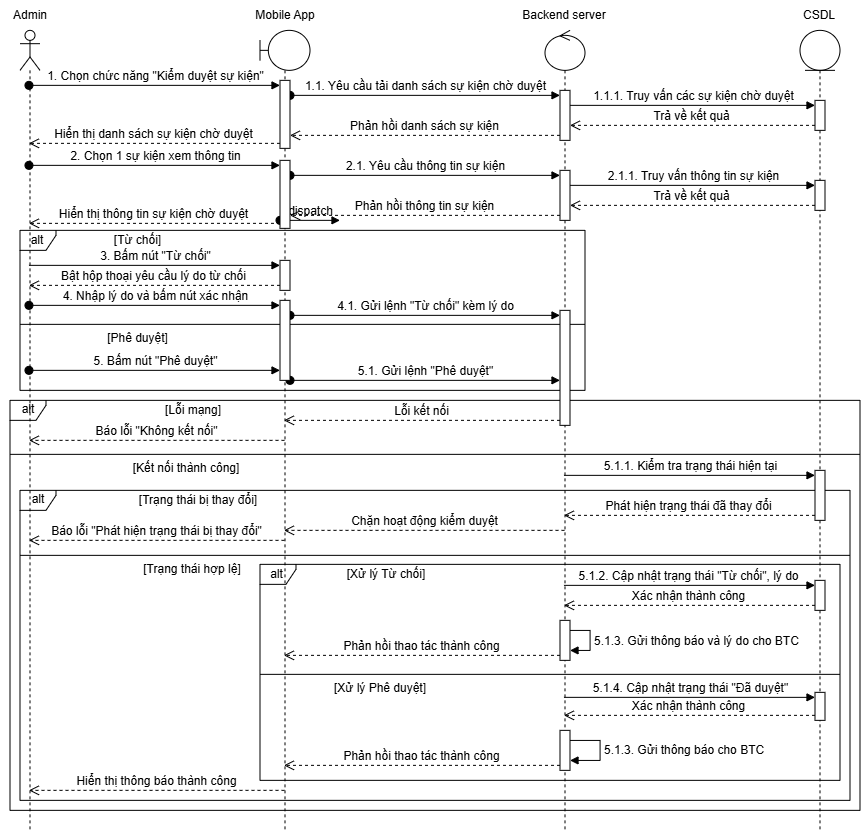 Admin
Mobile App
Backend server
CSDL
1. Chọn chức năng "Kiểm duyệt sự kiện"
1.1. Yêu cầu tải danh sách sự kiện chờ duyệt
1.1.1. Truy vấn các sự kiện chờ duyệt
Trả về kết quả
Phản hồi danh sách sự kiện
Hiển thị danh sách sự kiện chờ duyệt
2. Chọn 1 sự kiện xem thông tin
2.1. Yêu cầu thông tin sự kiện
2.1.1. Truy vấn thông tin sự kiện
Trả về kết quả
Phản hồi thông tin sự kiện
dispatch
Hiển thị thông tin sự kiện chờ duyệt
alt
[Từ chối]
3. Bấm nút "Từ chối"
Bật hộp thoại yêu cầu lý do từ chối
4. Nhập lý do và bấm nút xác nhận
4.1. Gửi lệnh "Từ chối" kèm lý do
[Phê duyệt]
5. Bấm nút "Phê duyệt"
5.1. Gửi lệnh "Phê duyệt"
alt
[Lỗi mạng]
Lỗi kết nối
Báo lỗi "Không kết nối"
[Kết nối thành công]
5.1.1. Kiểm tra trạng thái hiện tại
alt
[Trạng thái bị thay đổi]
Phát hiện trạng thái đã thay đổi
Chặn hoạt động kiểm duyệt
Báo lỗi "Phát hiện trạng thái bị thay đổi"
[Trạng thái hợp lệ]
alt
[Xử lý Từ chối]
5.1.2. Cập nhật trạng thái "Từ chối", lý do
Xác nhận thành công
5.1.3. Gửi thông báo và lý do cho BTC
Phản hồi thao tác thành công
[Xử lý Phê duyệt]
5.1.4. Cập nhật trạng thái "Đã duyệt"
Xác nhận thành công
5.1.3. Gửi thông báo cho BTC
Phản hồi thao tác thành công
Hiển thị thông báo thành công